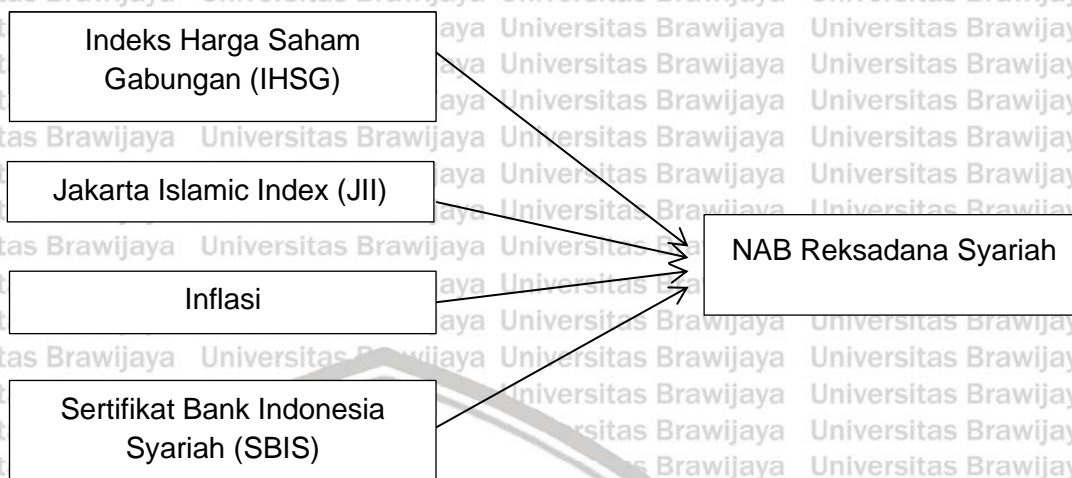 Indeks Harga Saham
Gabungan (IHSG)
Jakarta Islamic Index (JII)
NAB Reksadana Syariah
Inflasi
Sertifikat Bank Indonesia
Syariah (SBIS)